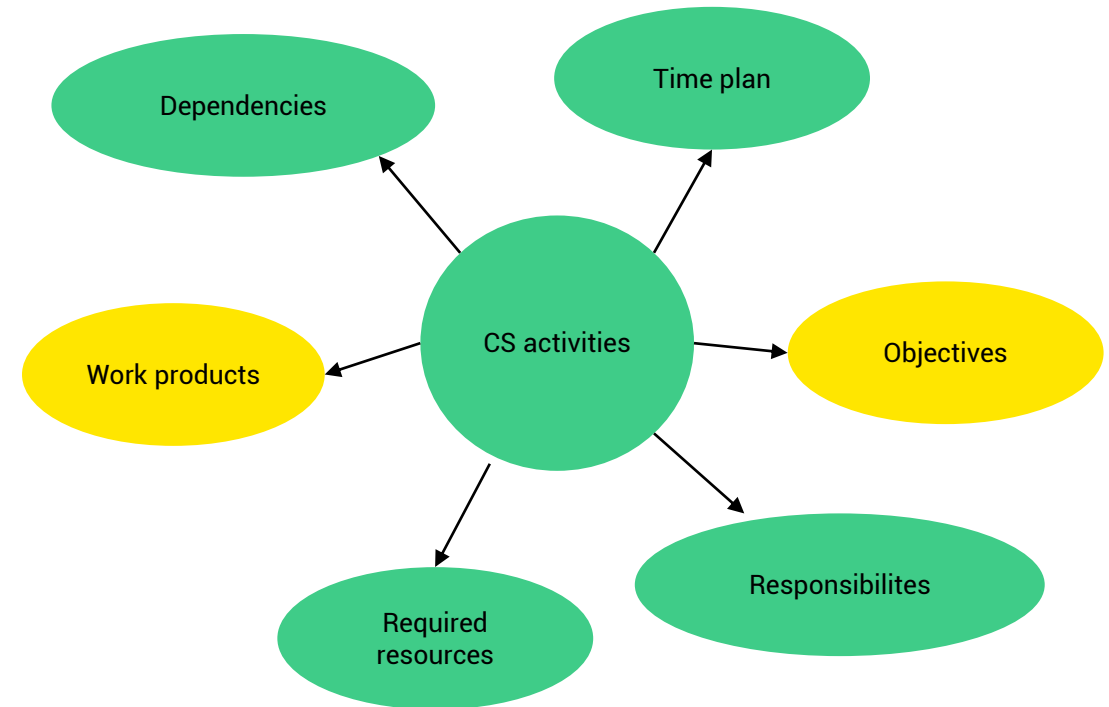 Time plan
Dependencies
CS activities
Objectives
Work products
Responsibilites
Required
resources